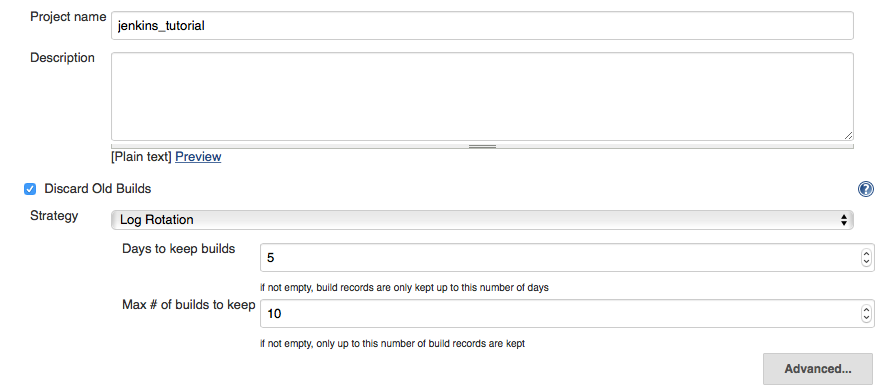 Project name jenkins_tutorial
Description
[Plain text] Preview
Discard Old Builds
Strategy Log Rotation
Days to keep builds 5
if not empty, build records are only kept up to this number of days
Max # of builds to keep 10
if not empty, only up to this number of build records are kept
Advanced...